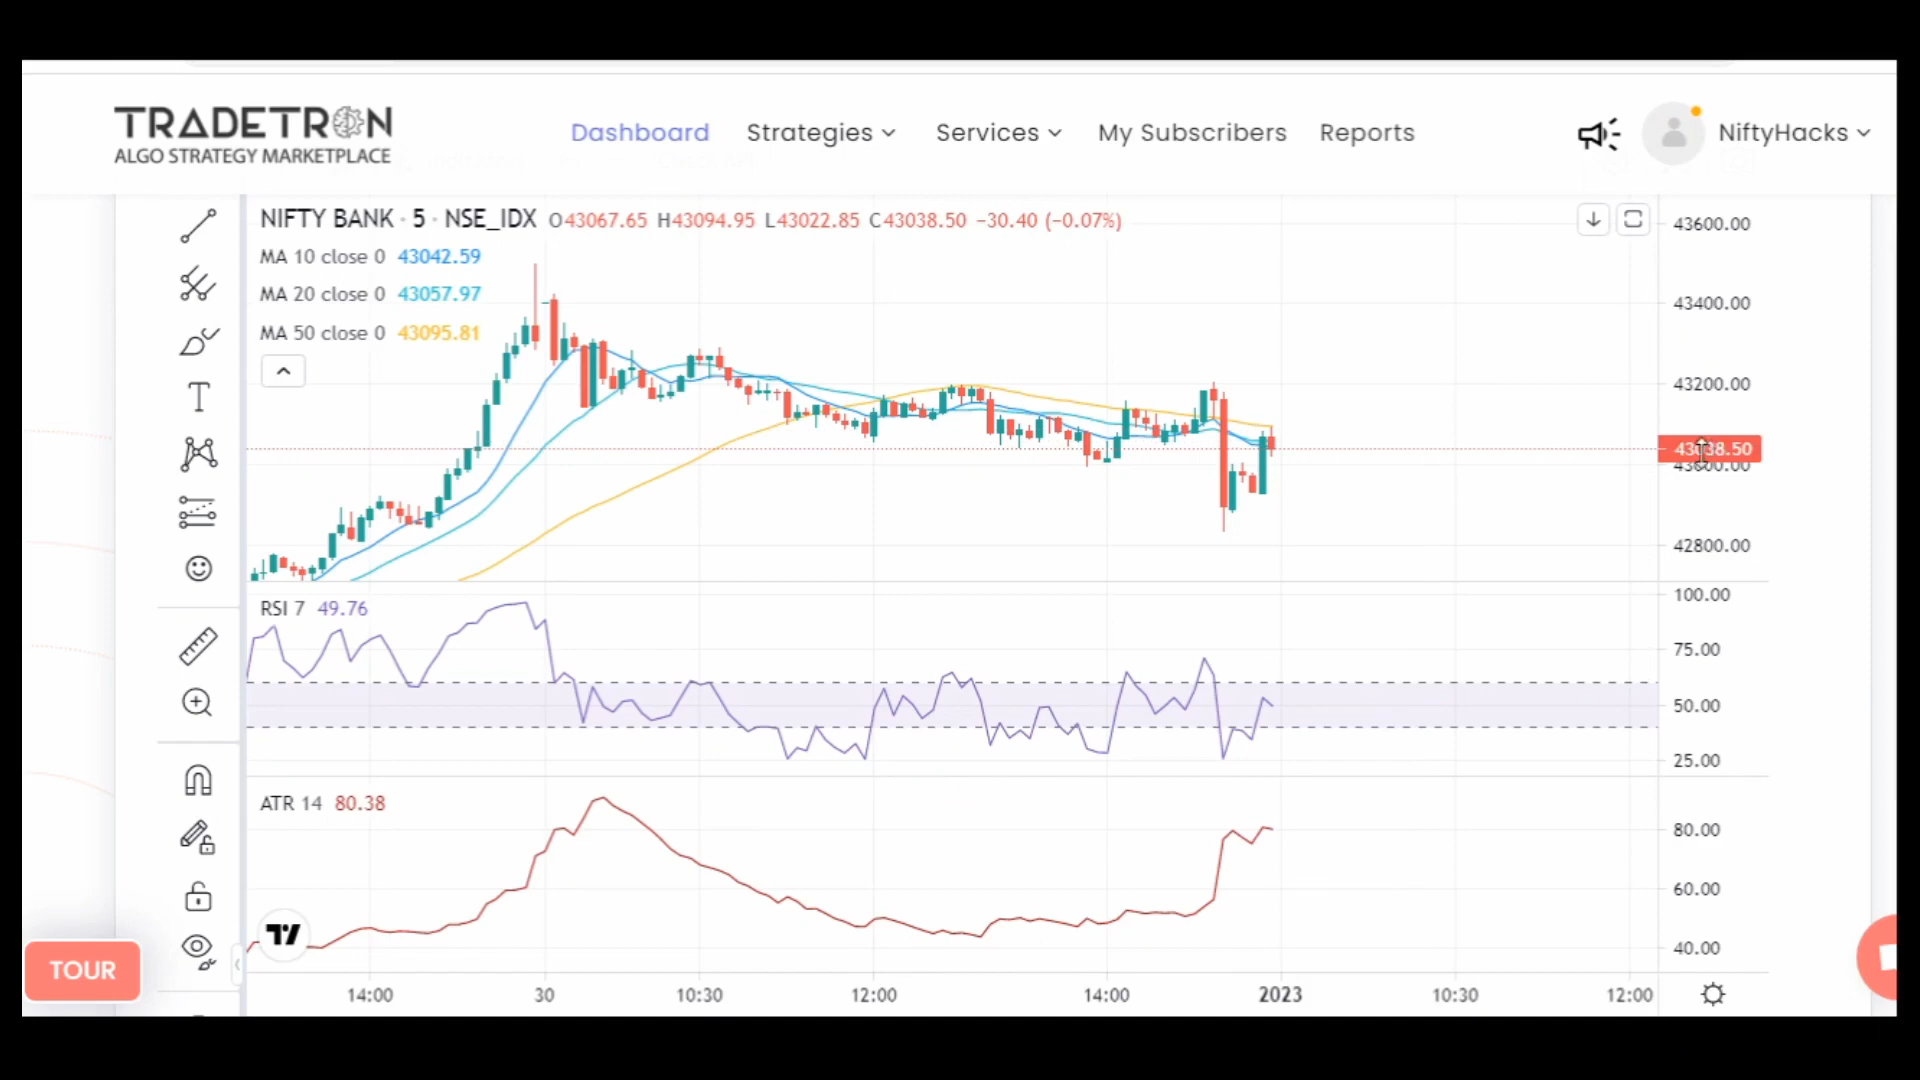 TRADETRON
ALGO STRATEGY MARKETPLACE
Dashboard Strategies Services My Subscribers Reports NiftyHacks
NIFTY BANK · 5 · NSE_IDX O43067.65 H43094.95 L43022.85 C43038.50 −30.40 (−0.07%)
MA 10 close 0 43042.59
MA 20 close 0 43057.97
MA 50 close 0 43095.81
43600.00
43400.00
43200.00
43038.50
43000.00
42800.00
RSI 7 49.76
100.00
75.00
50.00
25.00
ATR 14 80.38
80.00
60.00
40.00
TOUR
14:00 30 10:30 12:00 14:00 2023 10:30 12:00